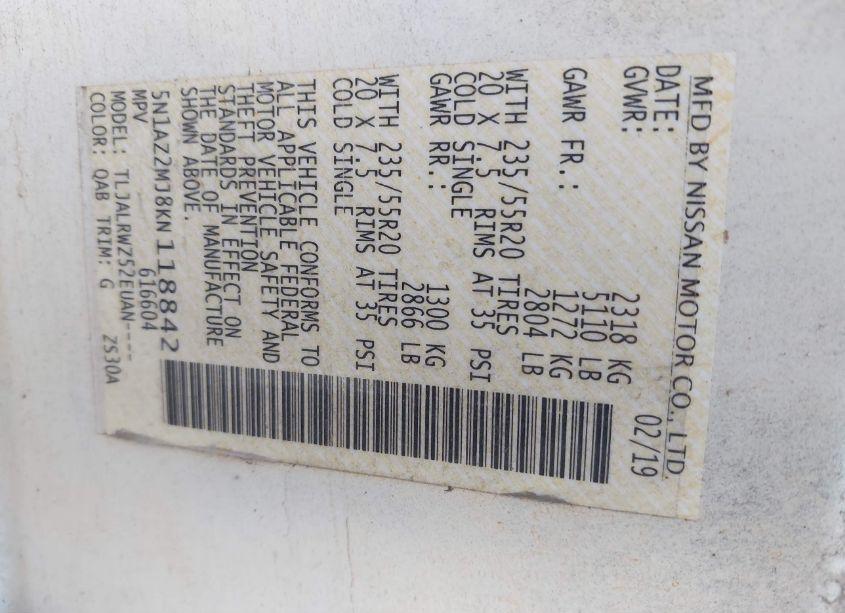 MFD BY NISSAN MOTOR CO., LTD
DATE: 02/19
GVWR: 2318 KG
5110 LB
GAWR FR.: 1272 KG
2804 LB
WITH 235/55R20 TIRES
20 X 7.5 RIMS AT 35 PSI
COLD SINGLE
GAWR RR.: 1300 KG
2866 LB
WITH 235/55R20 TIRES
20 X 7.5 RIMS AT 35 PSI
COLD SINGLE
THIS VEHICLE CONFORMS TO
ALL APPLICABLE FEDERAL
MOTOR VEHICLE SAFETY AND
THEFT PREVENTION
STANDARDS IN EFFECT ON
THE DATE OF MANUFACTURE
SHOWN ABOVE.
5N1AZ2MJ8KN118842
MPV 616604
MODEL: TLJALRWZ52EUAN----
COLOR: QAB TRIM: G ZS30A